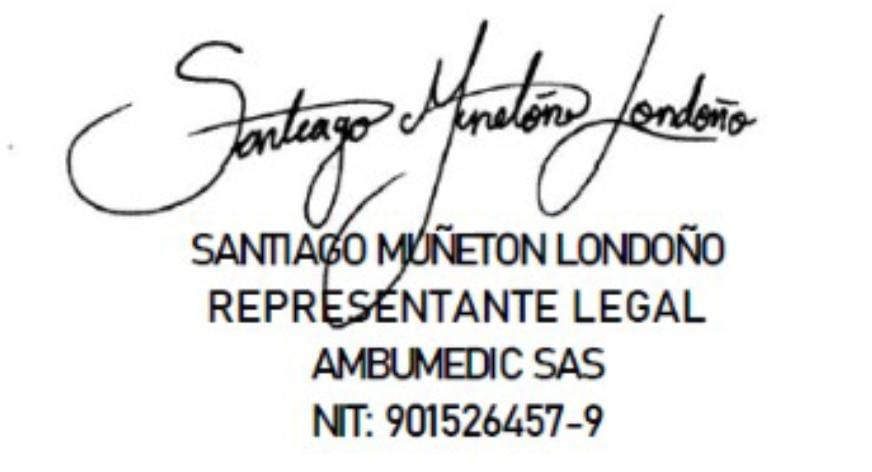 Santiago Muñetón Londoño
SANTIAGO MUÑETON LONDOÑO
REPRESENTANTE LEGAL
AMBUMEDIC SAS
NIT: 901526457-9